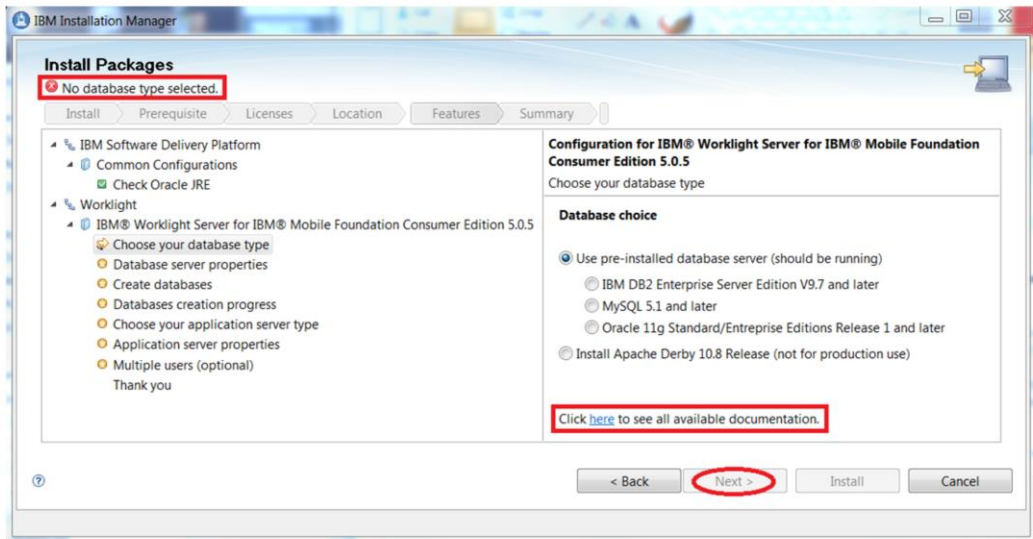 IBM Installation Manager
Install Packages
No database type selected.
Install
Prerequisite
Licenses
Location
Features
Summary
IBM Software Delivery Platform
Common Configurations
Check Oracle JRE
Worklight
IBM® Worklight Server for IBM® Mobile Foundation Consumer Edition 5.0.5
Choose your database type
Database server properties
Create databases
Databases creation progress
Choose your application server type
Application server properties
Multiple users (optional)
Thank you
Configuration for IBM® Worklight Server for IBM® Mobile Foundation
Consumer Edition 5.0.5
Choose your database type
Database choice
Use pre-installed database server (should be running)
IBM DB2 Enterprise Server Edition V9.7 and later
MySQL 5.1 and later
Oracle 11g Standard/Entreprise Editions Release 1 and later
Install Apache Derby 10.8 Release (not for production use)
Click here to see all available documentation.
?
< Back
Next >
Install
Cancel